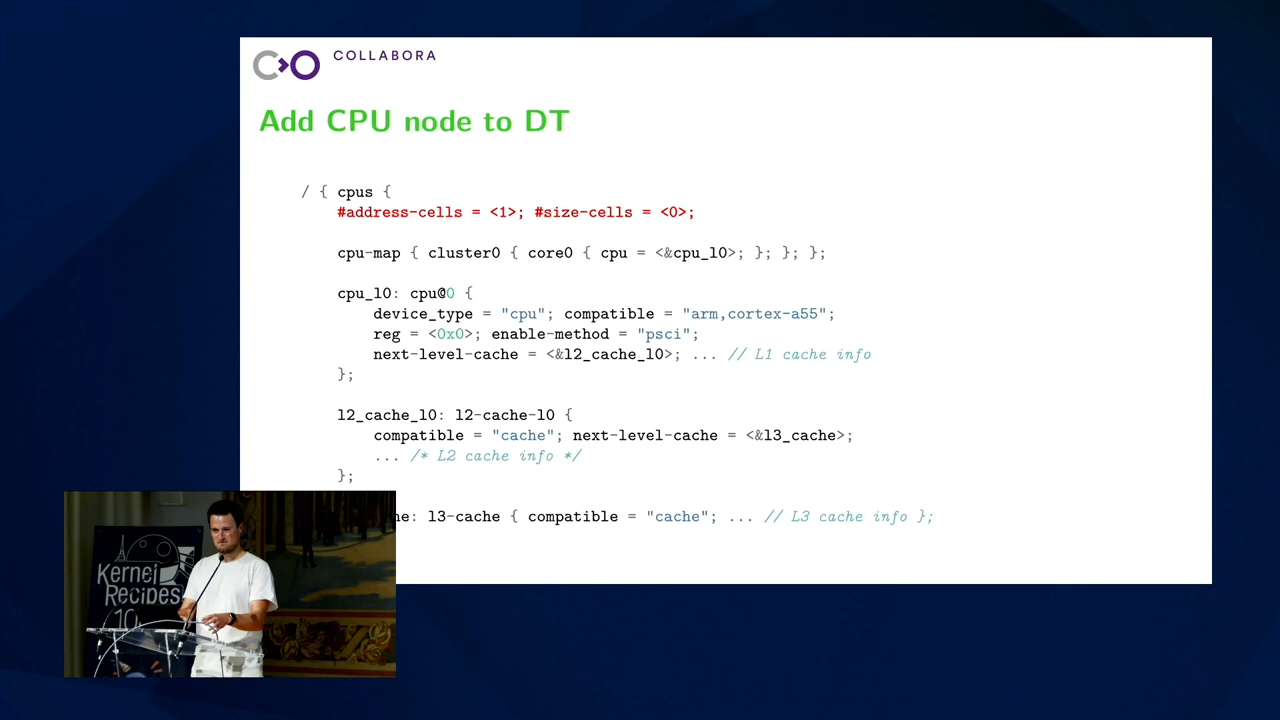 COLLABORA
Add CPU node to DT
/ { cpus {
#address-cells = <1>; #size-cells = <0>;
cpu-map { cluster0 { core0 { cpu = <&cpu_l0>; }; }; };
cpu_l0: cpu@0 {
device_type = "cpu"; compatible = "arm,cortex-a55";
reg = <0x0>; enable-method = "psci";
next-level-cache = <&l2_cache_l0>; ... // L1 cache info
};
l2_cache_l0: l2-cache-l0 {
compatible = "cache"; next-level-cache = <&l3_cache>;
... /* L2 cache info */
};
he: l3-cache { compatible = "cache"; ... // L3 cache info };
Kernel
Recipes
10